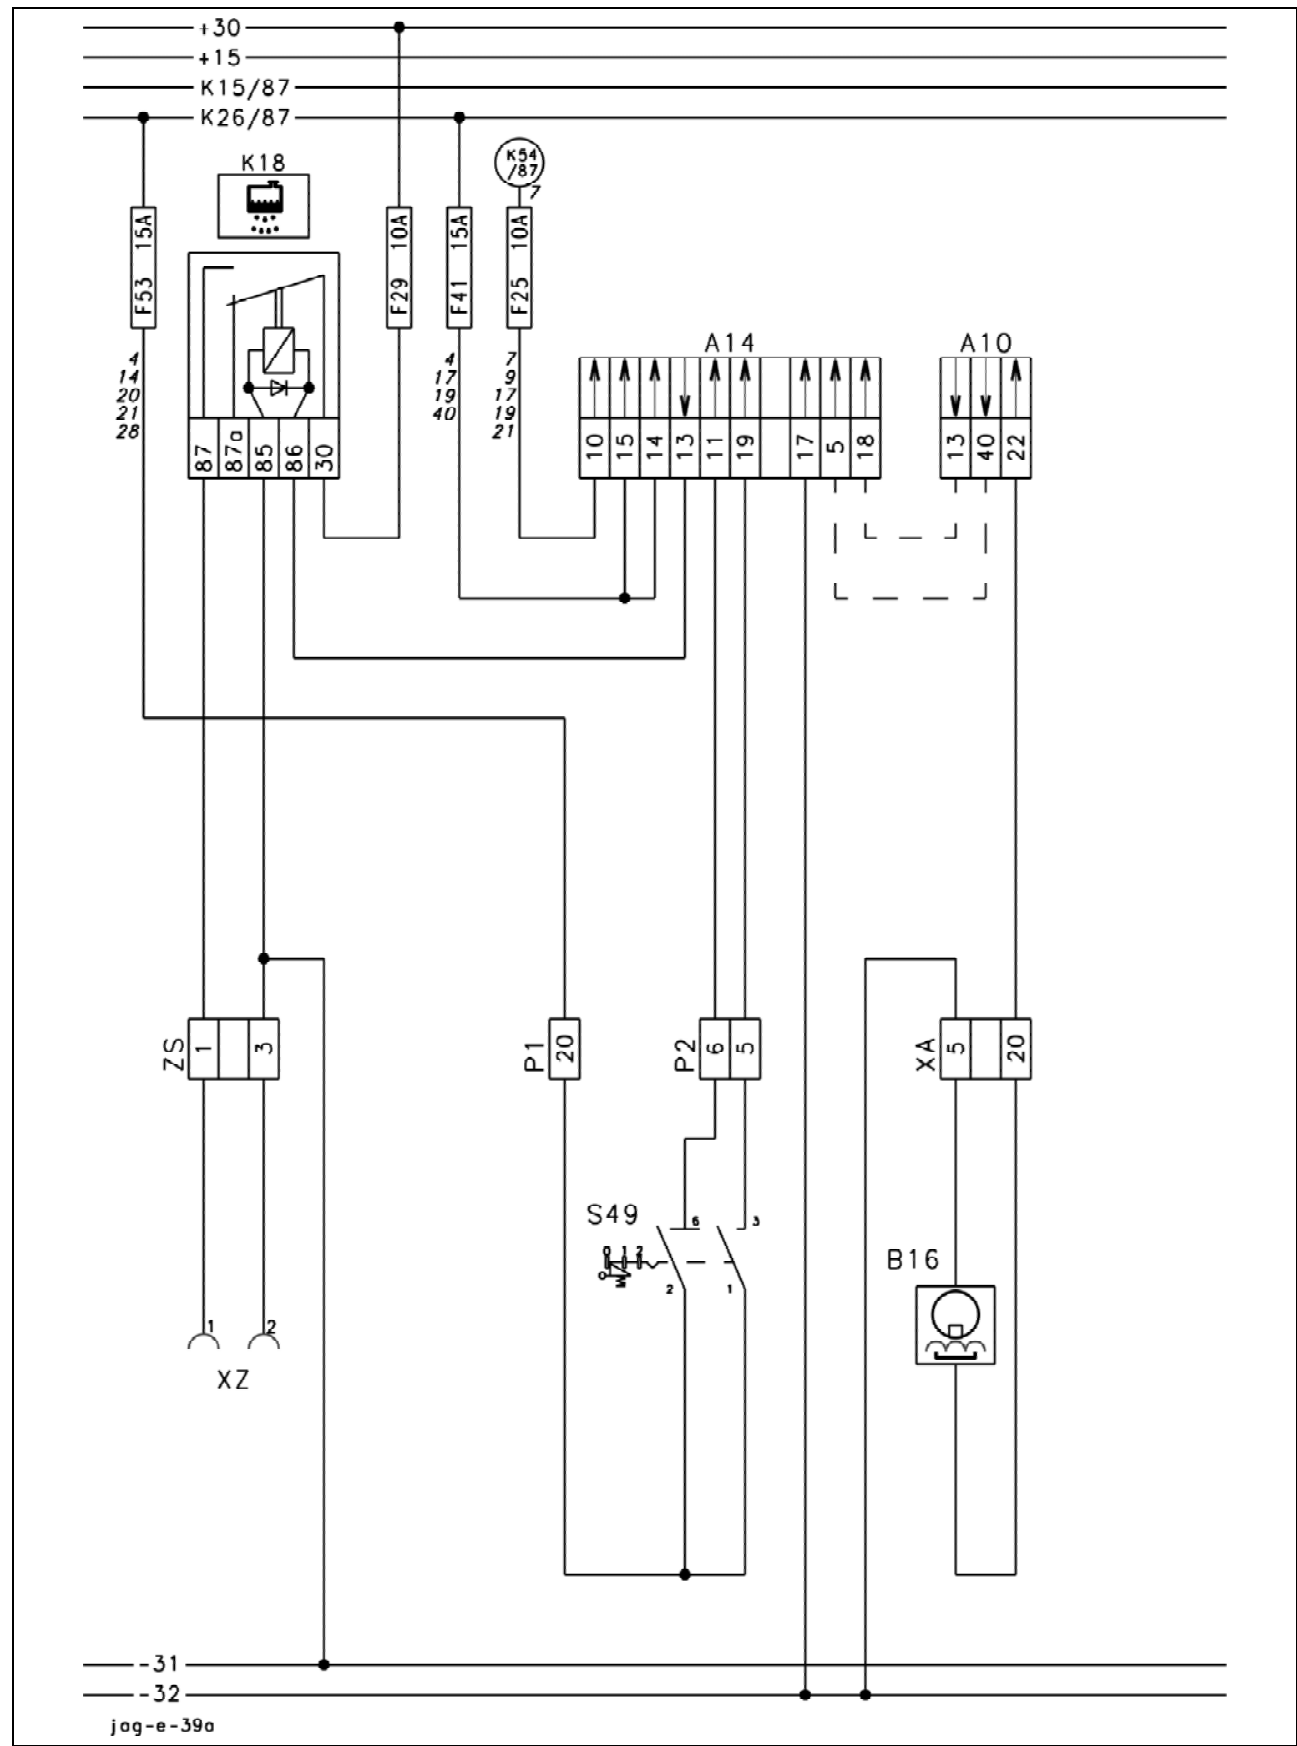 +30
+15
K15/87
K26/87
K18
K54
/87
7
F53 15A
F29 10A
F41 15A
F25 10A
4
14
20
21
28
4
17
19
40
7
9
17
19
21
A14
A10
87 87a 85 86 30
10 15 14 13 11 19 17 5 18
13 40 22
ZS 1 3
P1 20
P2 6 5
XA 5 20
S49
6 3
0 1 2
2 1
B16
1 2
XZ
-31
-32
jag-e-39a